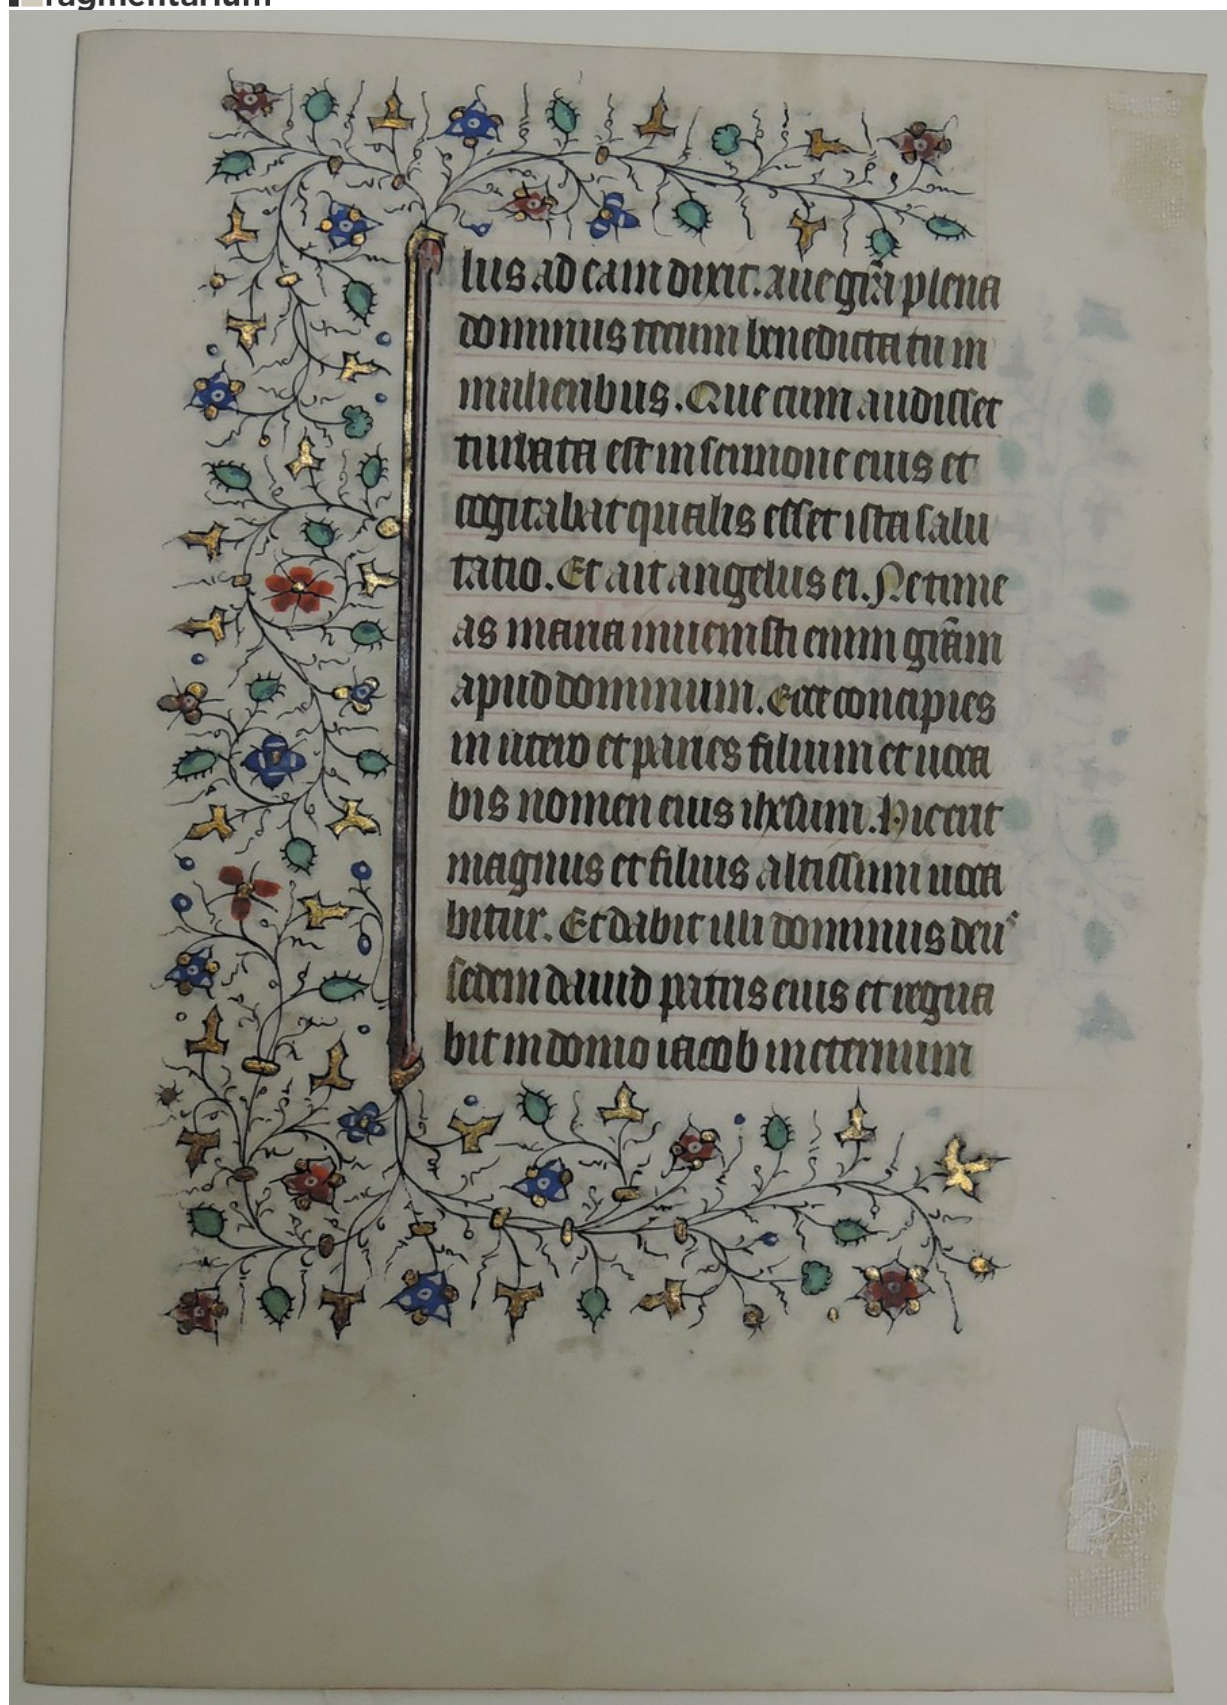 ragmentarium
lus ad eam dixit. aue gr̄a plena
dominus tecum benedicta tu in
mulieribus. Que cum audisset
turbata est in sermone eius et
cogitabat qualis esset ista salu
tatio. Et ait angelus ei. Ne time
as maria inuenisti enim gr̄am
apud dominum. Ecce concipies
in utero et paries filium et uoca
bis nomen eius ihesum. Hic erit
magnus et filius altissimi uoca
bitur. Et dabit illi dominus deus
sedem dauid patris eius et regna
bit in domo iacob in eternum